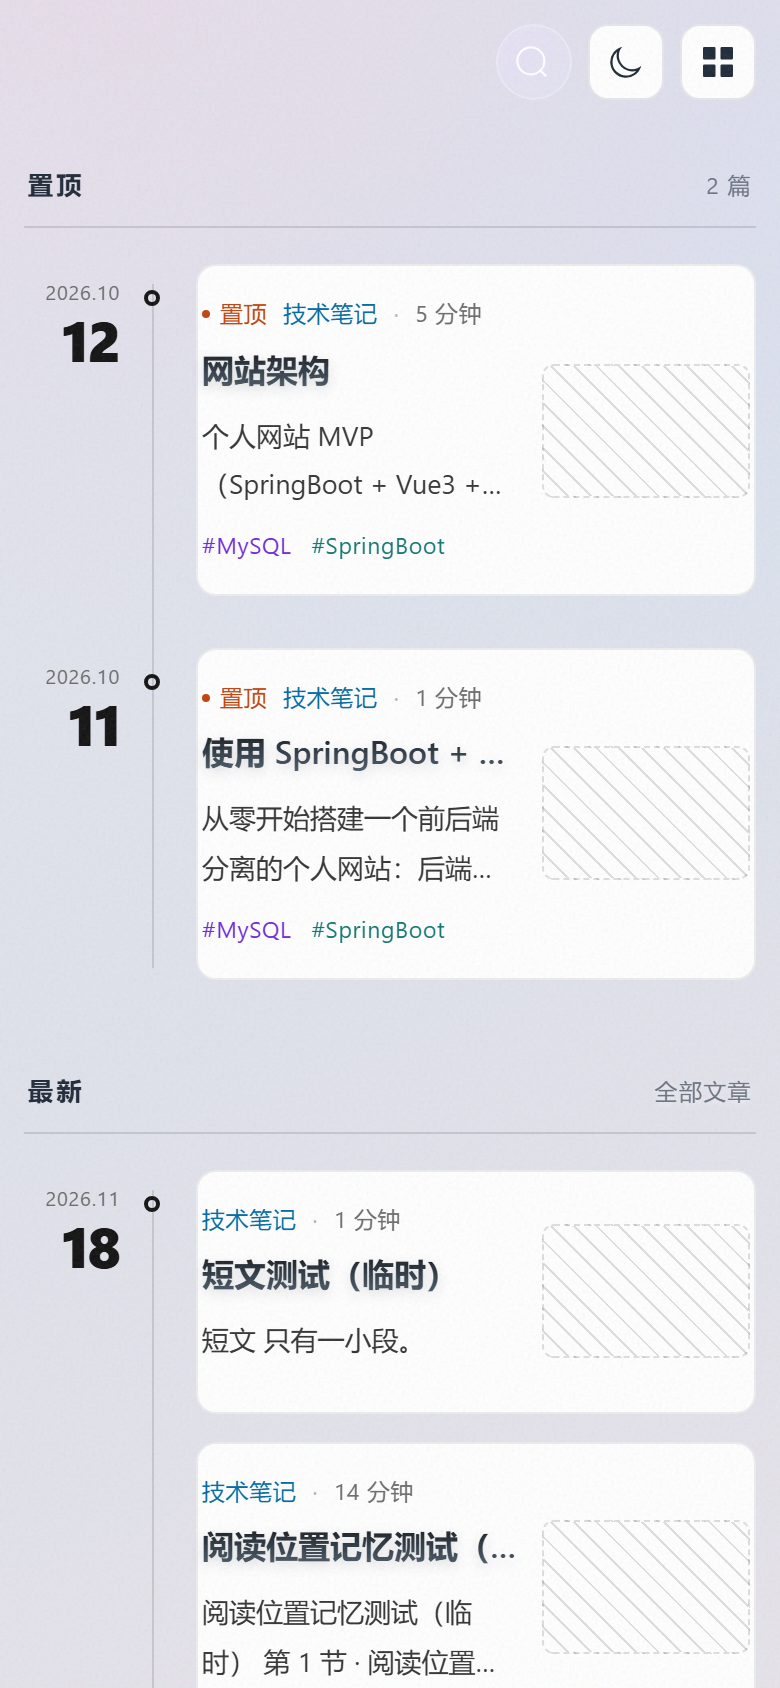 置顶
2 篇
2026.10
12
置顶 技术笔记 · 5 分钟
网站架构
个人网站 MVP
（SpringBoot + Vue3 +...
#MySQL #SpringBoot
2026.10
11
置顶 技术笔记 · 1 分钟
使用 SpringBoot + ...
从零开始搭建一个前后端
分离的个人网站：后端...
#MySQL #SpringBoot
最新
全部文章
2026.11
18
技术笔记 · 1 分钟
短文测试（临时）
短文 只有一小段。
技术笔记 · 14 分钟
阅读位置记忆测试（...
阅读位置记忆测试（临
时） 第 1 节 · 阅读位置...